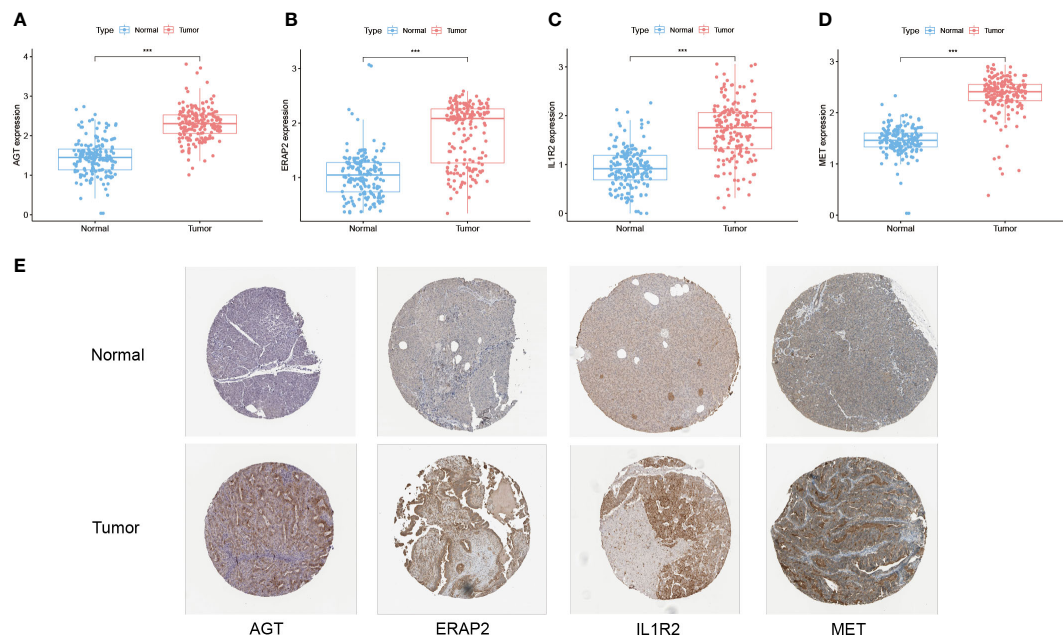 A
Type Normal Tumor
***
AGT expression
4
3
2
1
0
Normal Tumor
B
Type Normal Tumor
***
ERAP2 expression
3
2
1
Normal Tumor
C
Type Normal Tumor
***
IL1R2 expression
3
2
1
0
Normal Tumor
D
Type Normal Tumor
***
MET expression
3
2
1
0
Normal Tumor
E
Normal
Tumor
AGT ERAP2 IL1R2 MET